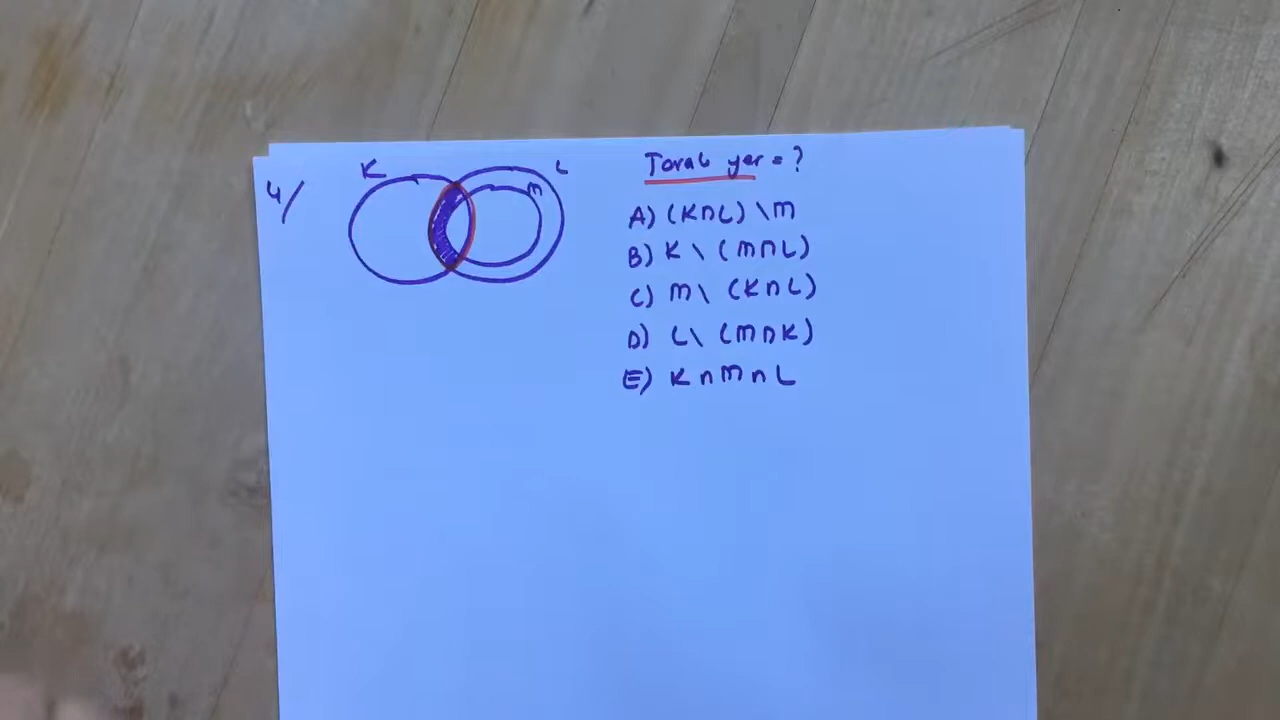 4/
K
L
m
Taralı yer = ?
A) (K∩L) \ m
B) K \ (m∩L)
C) m \ (K∩L)
D) L \ (m∩K)
E) K ∩ m ∩ L